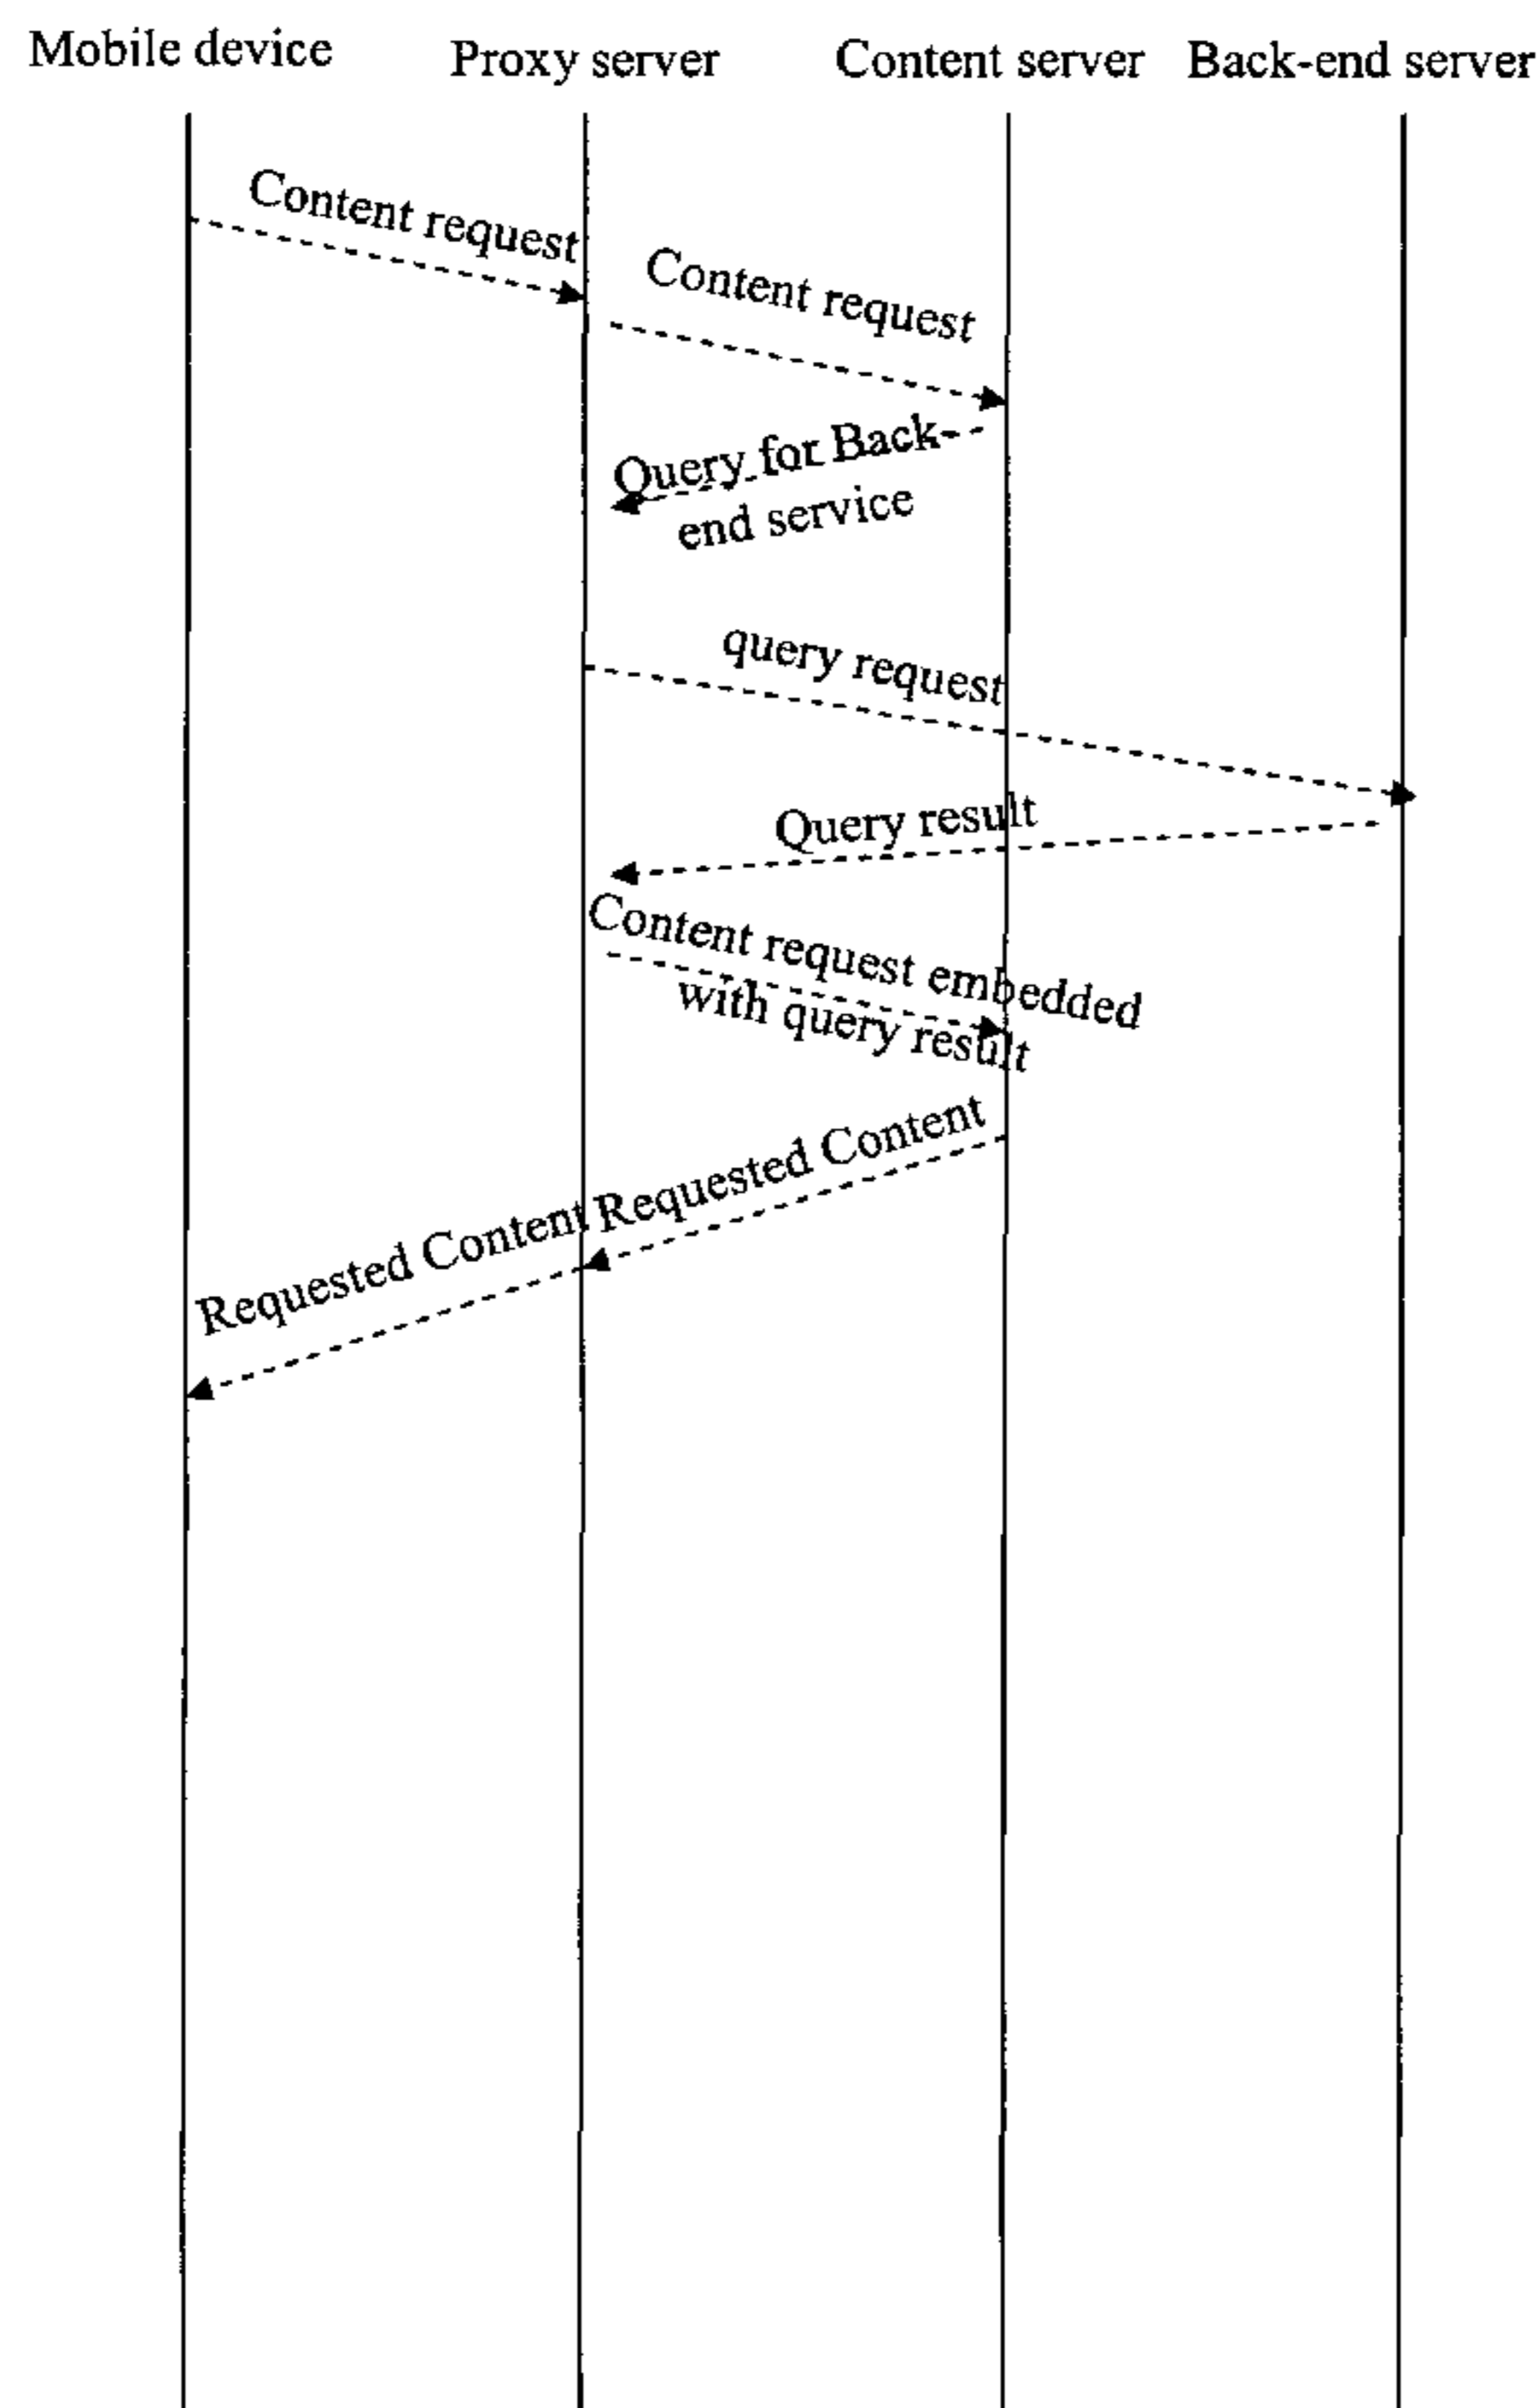 Mobile device
Proxy server
Content server
Back-end server
Content request
Content request
Query for Back-
end service
query request
Query result
Content request embedded
with query result
Requested Content
Requested Content